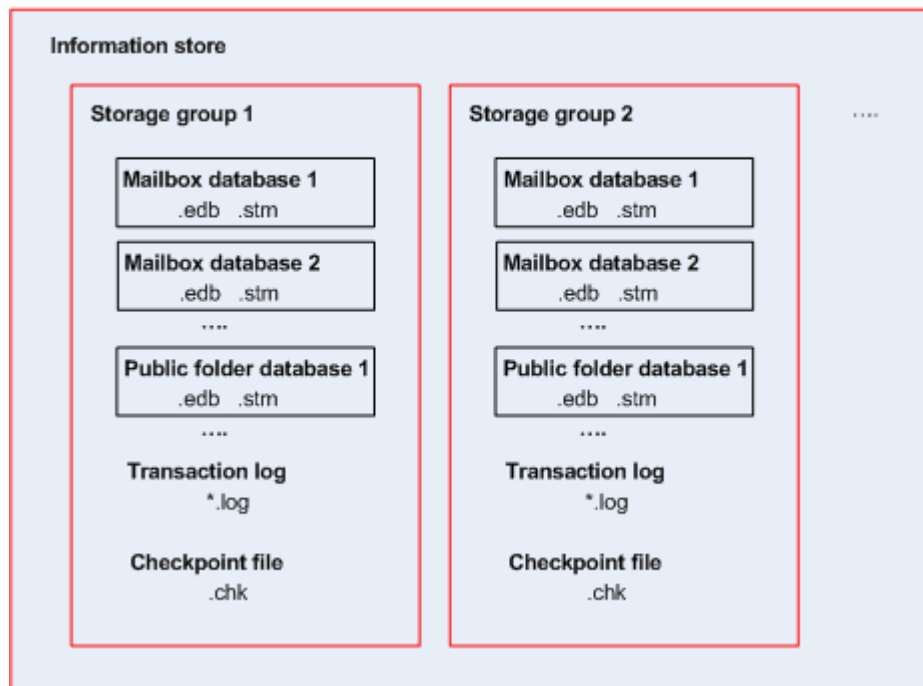 Information store
Storage group 1
Mailbox database 1
.edb .stm
Mailbox database 2
.edb .stm
....
Public folder database 1
.edb .stm
....
Transaction log
*.log
Checkpoint file
.chk
Storage group 2
Mailbox database 1
.edb .stm
Mailbox database 2
.edb .stm
....
Public folder database 1
.edb .stm
....
Transaction log
*.log
Checkpoint file
.chk
....